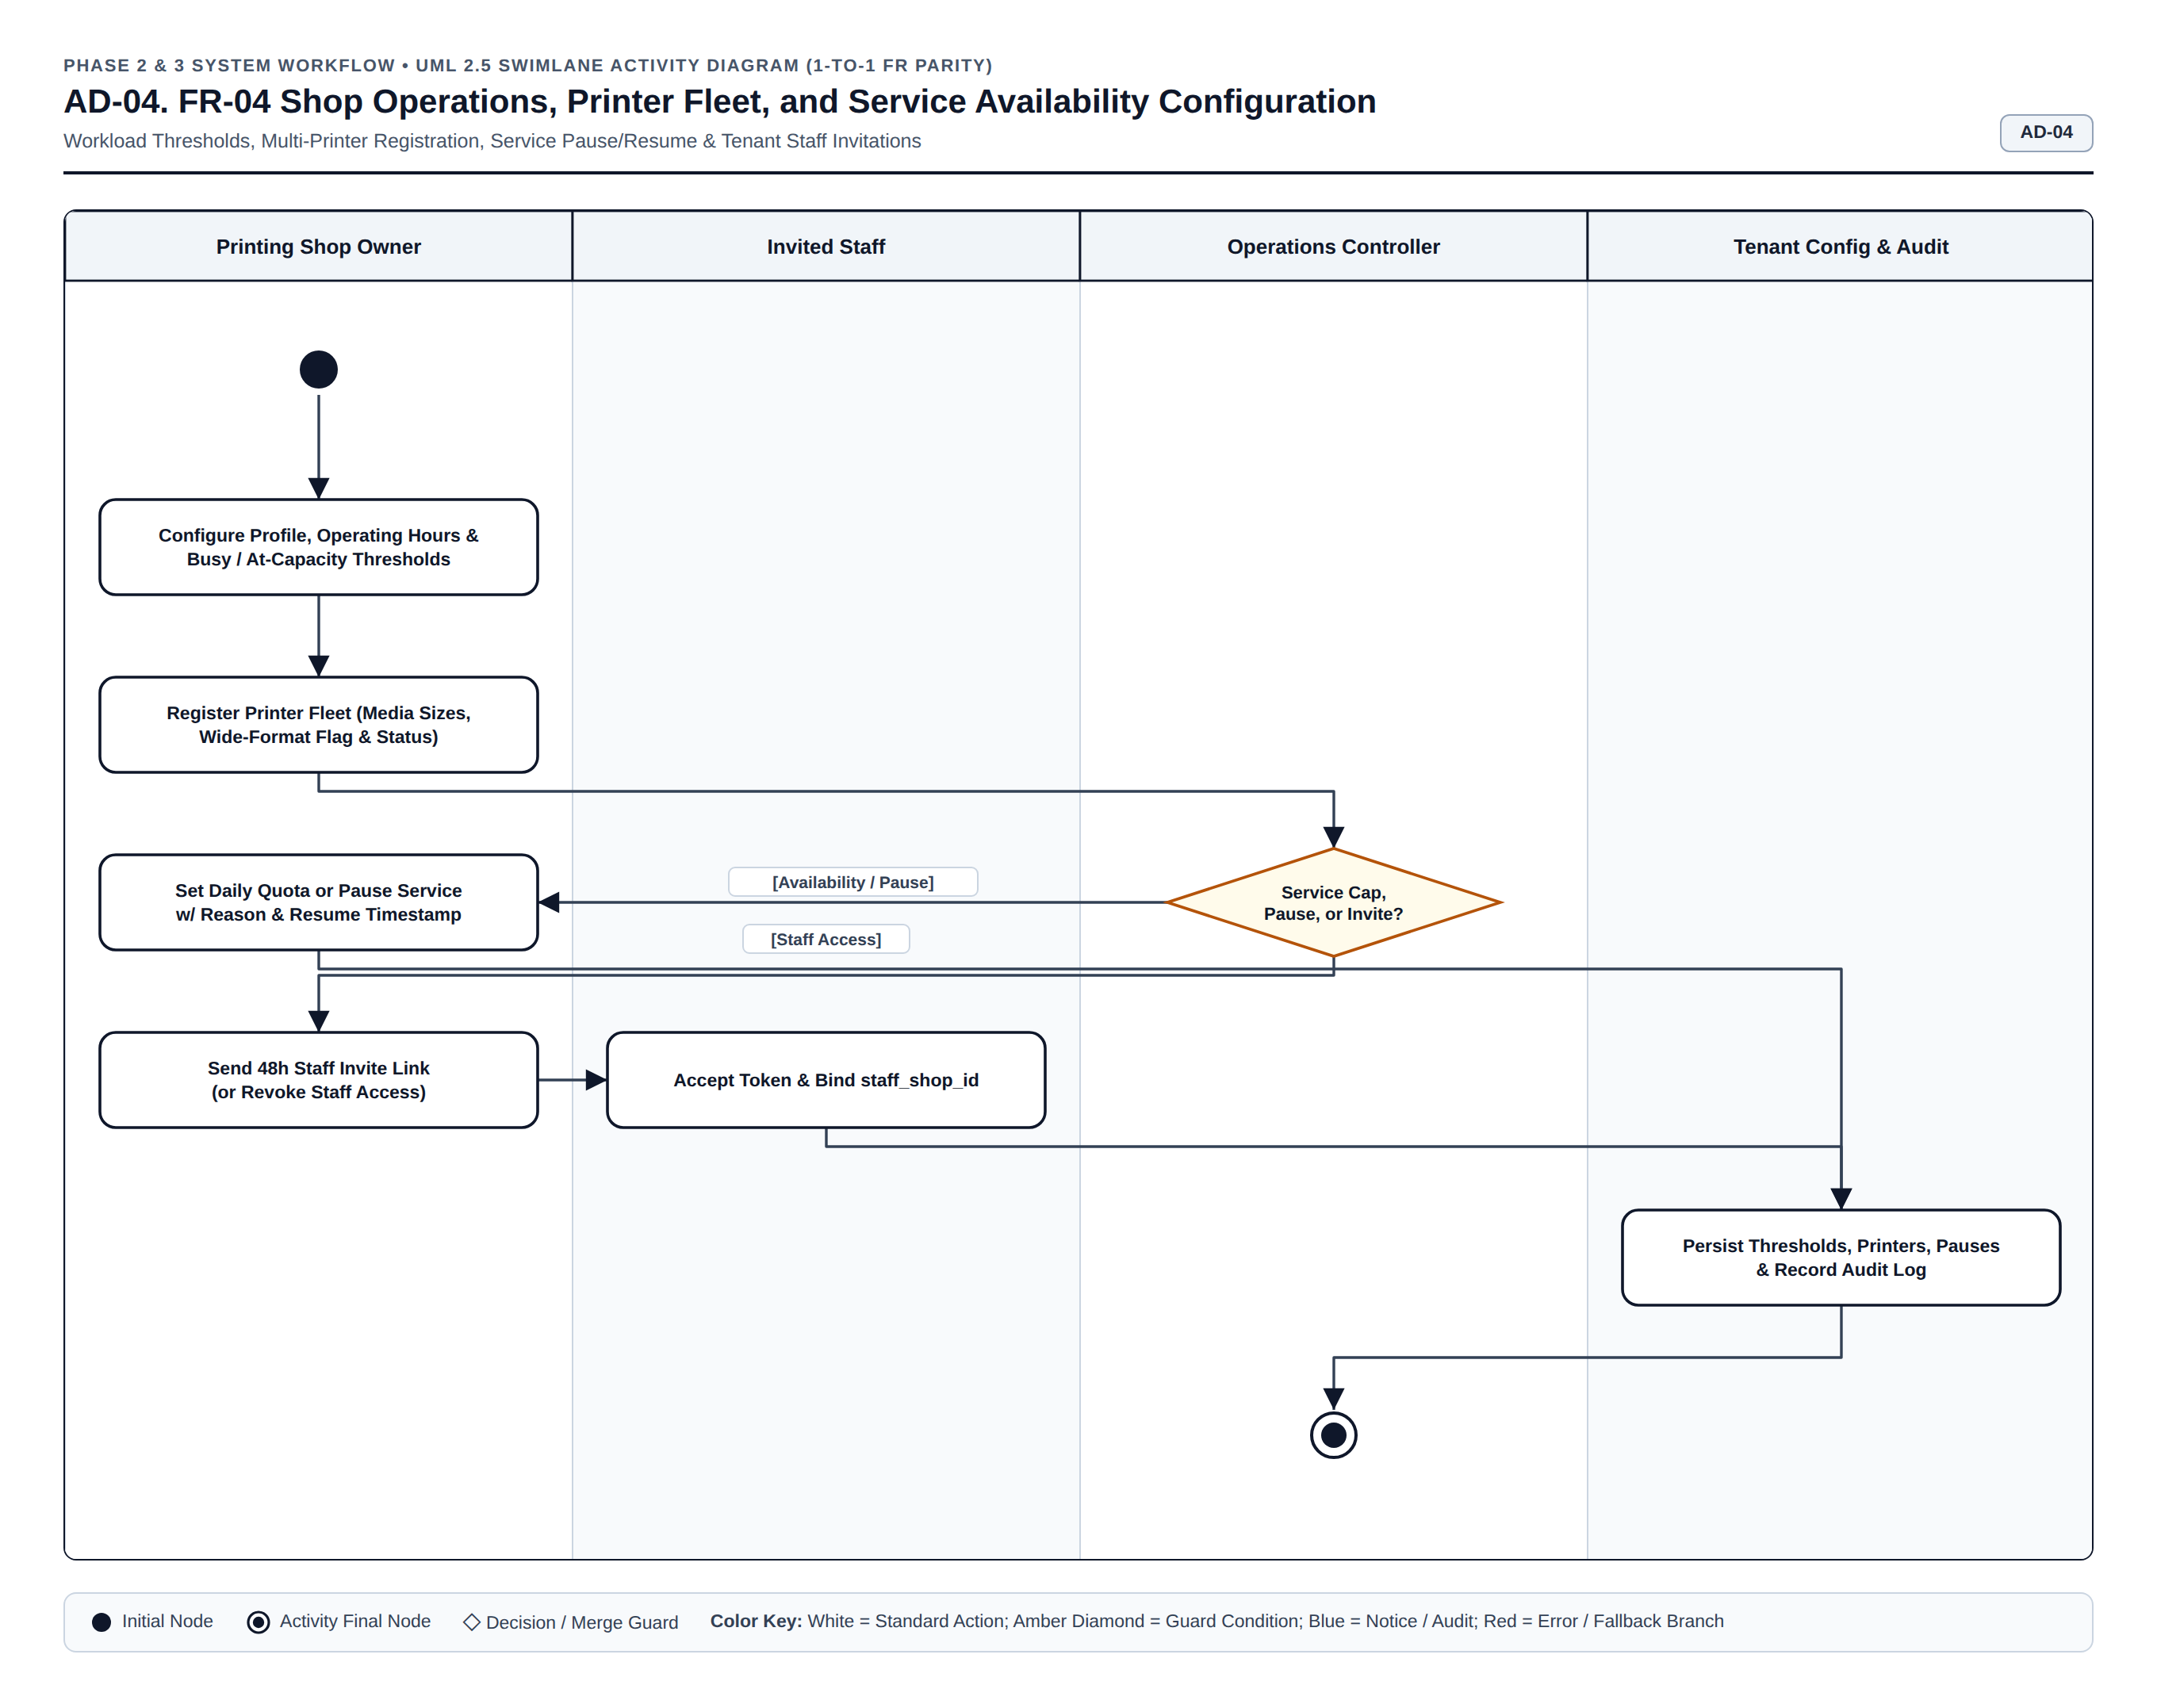 PHASE 2 & 3 SYSTEM WORKFLOW • UML 2.5 SWIMLANE ACTIVITY DIAGRAM (1-TO-1 FR PARITY)
AD-04. FR-04 Shop Operations, Printer Fleet, and Service Availability Configuration
Workload Thresholds, Multi-Printer Registration, Service Pause/Resume & Tenant Staff Invitations
AD-04
Printing Shop Owner
Invited Staff
Operations Controller
Tenant Config & Audit
Configure Profile, Operating Hours &
Busy / At-Capacity Thresholds
Register Printer Fleet (Media Sizes,
Wide-Format Flag & Status)
Set Daily Quota or Pause Service
w/ Reason & Resume Timestamp
[Availability / Pause]
Service Cap,
Pause, or Invite?
[Staff Access]
Send 48h Staff Invite Link
(or Revoke Staff Access)
Accept Token & Bind staff_shop_id
Persist Thresholds, Printers, Pauses
& Record Audit Log
Initial Node
Activity Final Node
Decision / Merge Guard
Color Key: White = Standard Action; Amber Diamond = Guard Condition; Blue = Notice / Audit; Red = Error / Fallback Branch